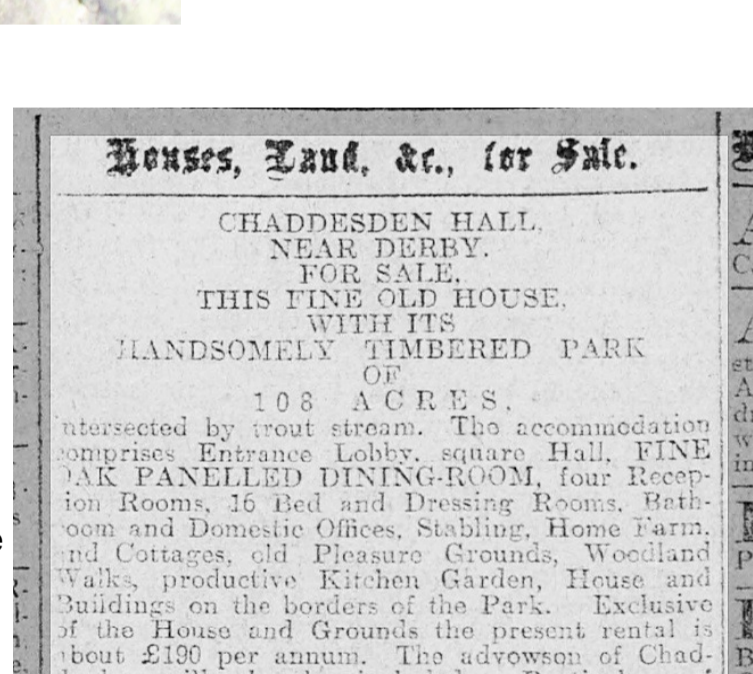 Houses, Land, &c., for Sale.
CHADDESDEN HALL,
NEAR DERBY.
FOR SALE,
THIS FINE OLD HOUSE,
WITH ITS
HANDSOMELY TIMBERED PARK
OF
108 ACRES,
ntersected by trout stream. The accommodation
comprises Entrance Lobby, square Hall, FINE
OAK PANELLED DINING-ROOM, four Recep-
ion Rooms, 16 Bed and Dressing Rooms, Bath-
oom and Domestic Offices, Stabling, Home Farm,
and Cottages, old Pleasure Grounds, Woodland
Walks, productive Kitchen Garden, House and
Buildings on the borders of the Park. Exclusive
of the House and Grounds the present rental is
about £190 per annum. The advowson of Chad-